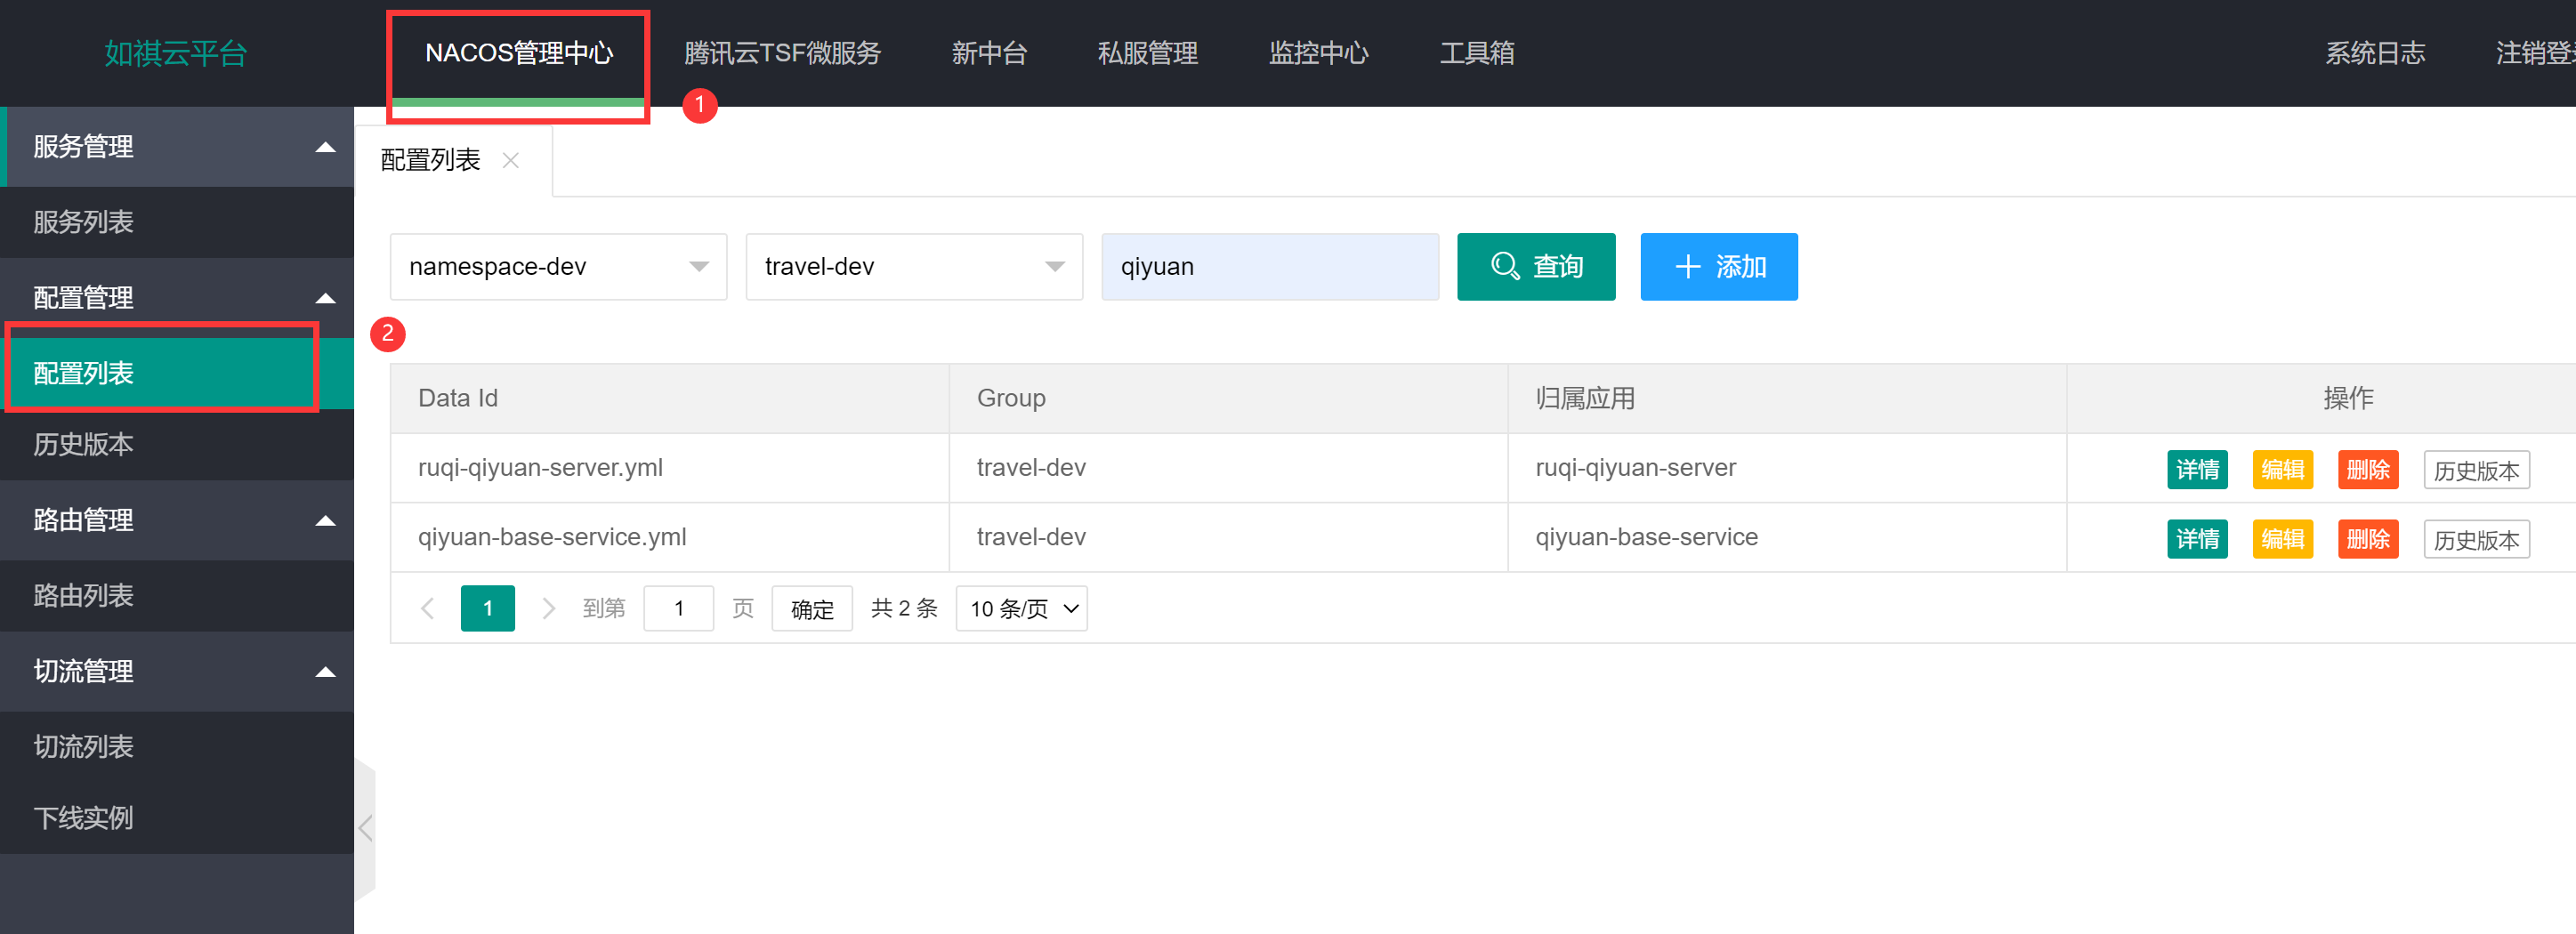 如祺云平台
NACOS管理中心
腾讯云TSF微服务
新中台
私服管理
监控中心
工具箱
系统日志
注销登
1
服务管理
服务列表
配置管理
配置列表
历史版本
路由管理
路由列表
切流管理
切流列表
下线实例
2
配置列表
namespace-dev
travel-dev
qiyuan
查询
添加
Data Id Group 归属应用 操作
ruqi-qiyuan-server.yml travel-dev ruqi-qiyuan-server 详情 编辑 删除 历史版本
qiyuan-base-service.yml travel-dev qiyuan-base-service 详情 编辑 删除 历史版本
1 到第 1 页 确定 共 2 条 10 条/页